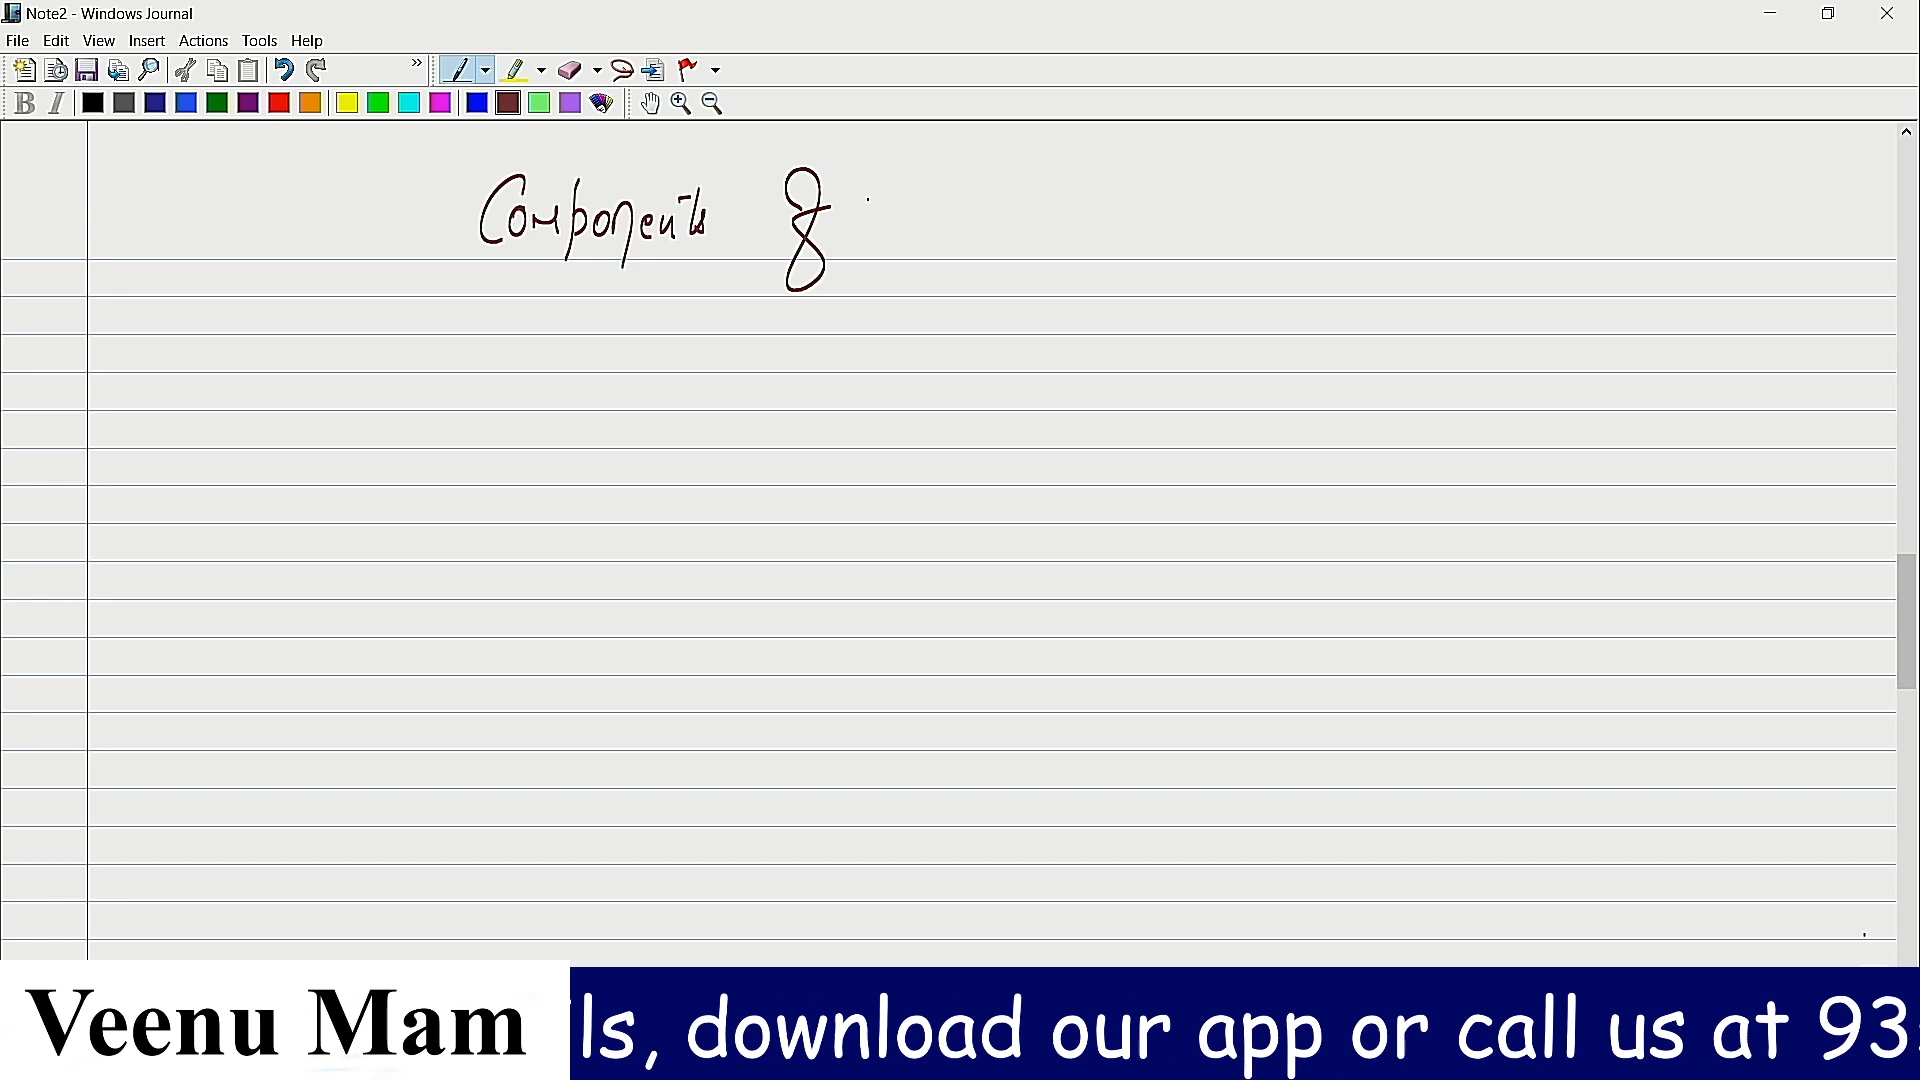 Note2 - Windows Journal
File Edit View Insert Actions Tools Help
B I
Components of
Veenu Mam
ls, download our app or call us at 93